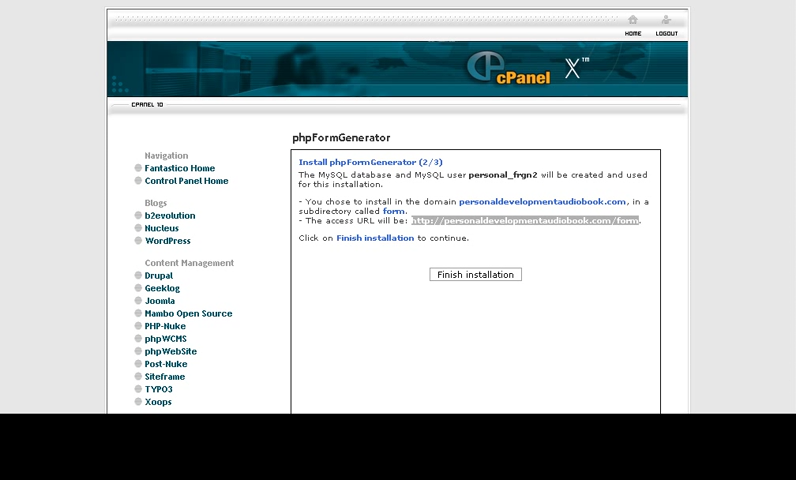 HOME LOGOUT
cPanel X™
CPANEL 10
phpFormGenerator
Navigation
Fantastico Home
Control Panel Home
Blogs
b2evolution
Nucleus
WordPress
Content Management
Drupal
Geeklog
Joomla
Mambo Open Source
PHP-Nuke
phpWCMS
phpWebSite
Post-Nuke
Siteframe
TYPO3
Xoops
Install phpFormGenerator (2/3)
The MySQL database and MySQL user personal_frgn2 will be created and used
for this installation.
- You chose to install in the domain personaldevelopmentaudiobook.com, in a
subdirectory called form.
- The access URL will be: http://personaldevelopmentaudiobook.com/form.
Click on Finish installation to continue.
Finish installation